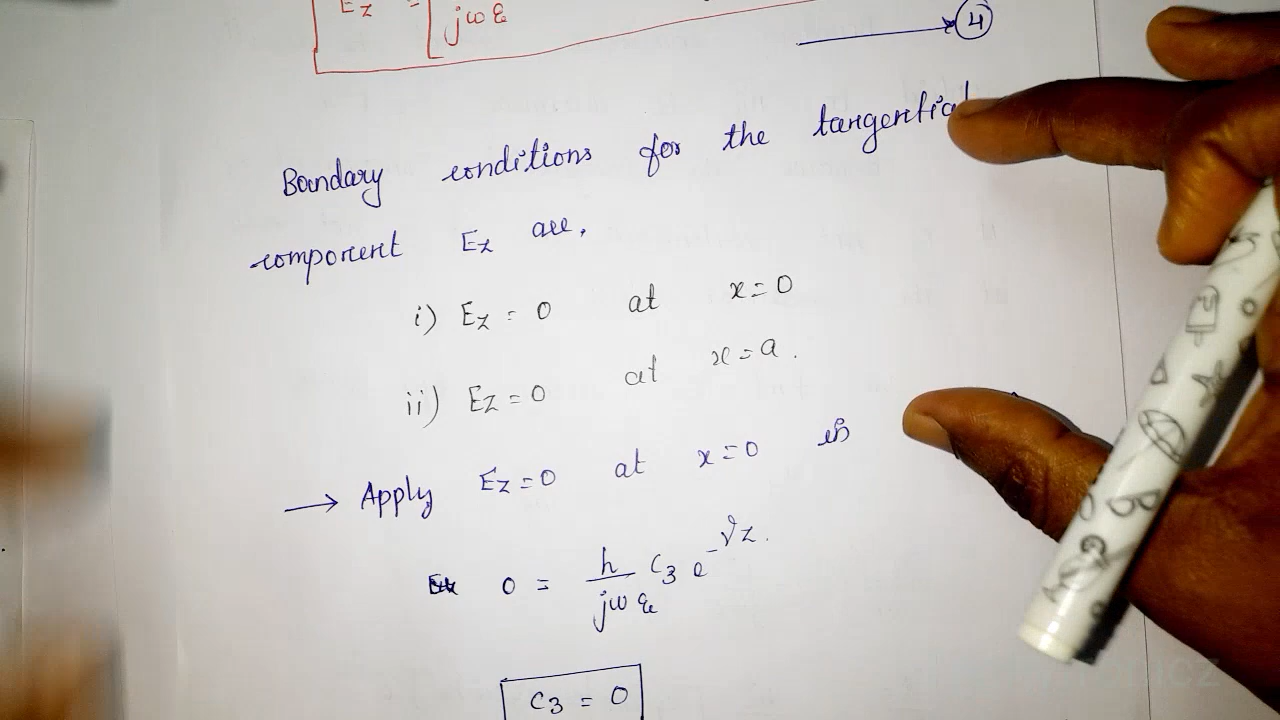 Ez =
jωε
④
Boundary conditions for the tangential
component Ez are,
i) Ez = 0 at x=0
ii) Ez = 0 at x=a.
→ Apply Ez=0 at x=0 in
0 = h/jωε C3 e^-γz.
C3 = 0